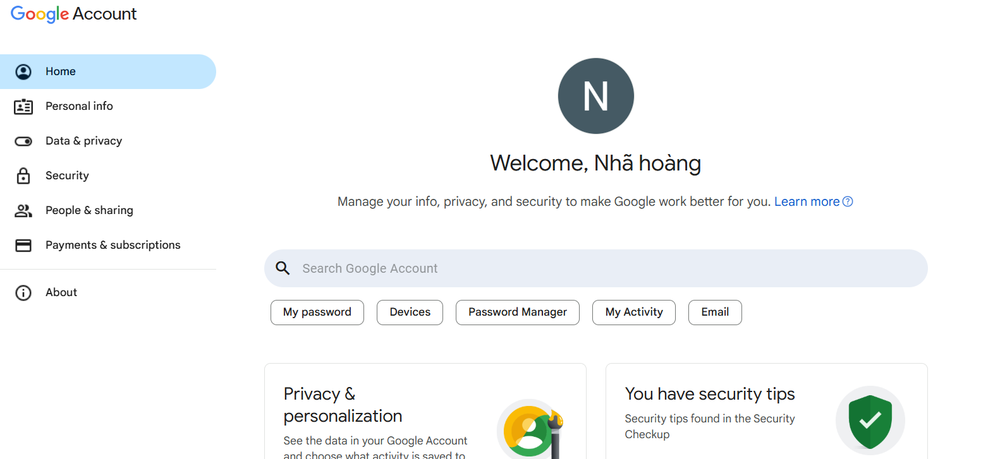 Google Account
Home
Personal info
Data & privacy
Security
People & sharing
Payments & subscriptions
About
N
Welcome, Nhã hoàng
Manage your info, privacy, and security to make Google work better for you. Learn more
Search Google Account
My password
Devices
Password Manager
My Activity
Email
Privacy &
personalization
See the data in your Google Account
and choose what activity is saved to
You have security tips
Security tips found in the Security
Checkup